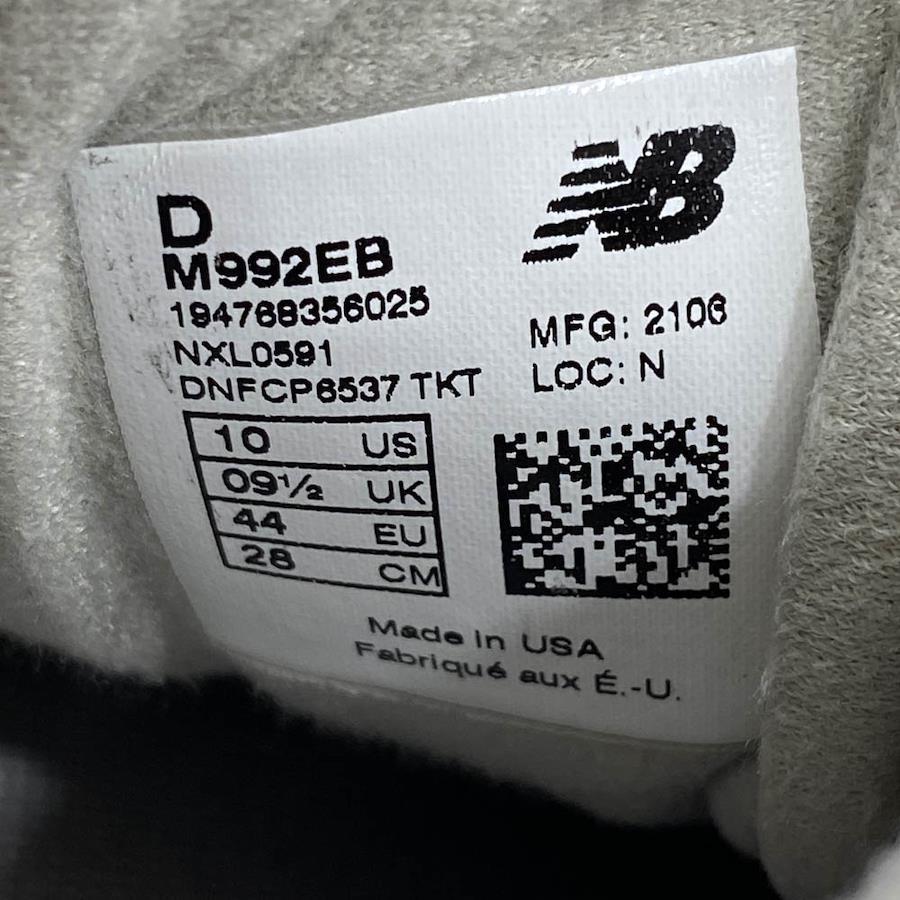 NB
D
M992EB
194768356025
NXL0591
DNFCP6537 TKT
MFG: 2106
LOC: N
10 US
09½ UK
44 EU
28 CM
Made in USA
Fabriqué aux É.-U.